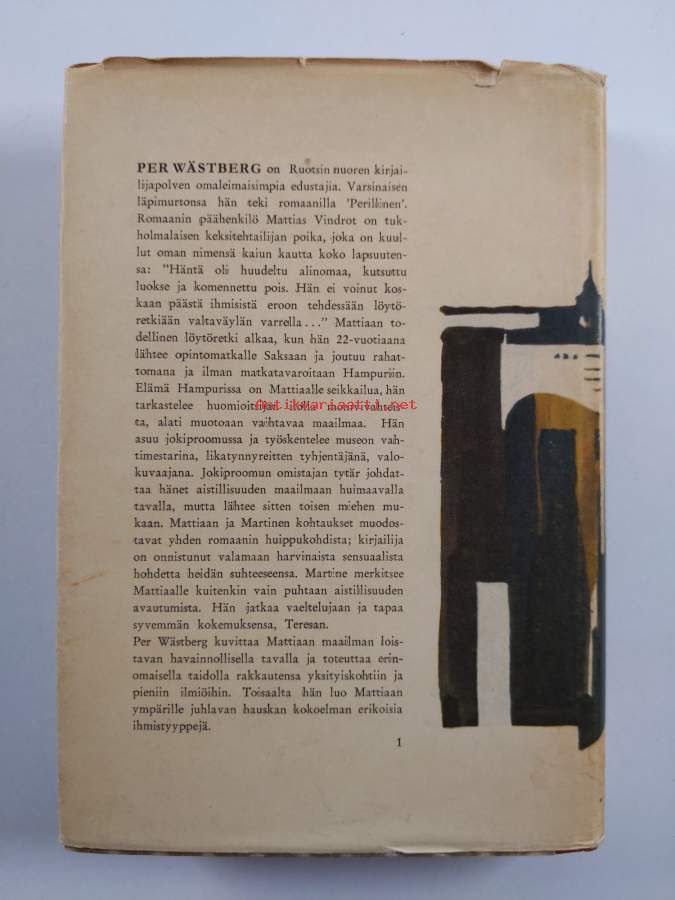 PER WÄSTBERG on Ruotsin nuoren kirjai-
lijapolven omaleimaisimpia edustajia. Varsinaisen
läpimurtonsa hän teki romaanilla 'Perillinen'.
Romaanin päähenkilö Mattias Vindrot on tuk-
holmalaisen keksitehtailijan poika, joka on kuul-
lut oman nimensä kaiun kautta koko lapsuuten-
sa: "Häntä oli huudeltu alinomaa, kutsuttu
luokse ja komennettu pois. Hän ei voinut kos-
kaan päästä ihmisistä eroon tehdessään löytö-
retkiään valtaväylän varrella..." Mattiaan to-
dellinen löytöretki alkaa, kun hän 22-vuotiaana
lähtee opintomatkalle Saksaan ja joutuu rahat-
tomana ja ilman matkatavaroitaan Hampuriin.
Elämä Hampurissa on Mattiaalle seikkailua, hän
tarkastelee huomioitsijan ilolla monivivahteis-
ta, alati muotoaan vaihtavaa maailmaa. Hän
asuu jokiproomussa ja työskentelee museon vah-
timestarina, likatynnyreitten tyhjentäjänä, valo-
kuvaajana. Jokiproomun omistajan tytär johdat-
taa hänet aistillisuuden maailmaan huimaavalla
tavalla, mutta lähtee sitten toisen miehen mu-
kaan. Mattiaan ja Martinen kohtaukset muodos-
tavat yhden romaanin huippukohdista; kirjailija
on onnistunut valamaan harvinaista sensuaalista
hohdetta heidän suhteeseensa. Martine merkitsee
Mattiaalle kuitenkin vain puhtaan aistillisuuden
avautumista. Hän jatkaa vaeltelujaan ja tapaa
syvemmän kokemuksensa, Teresan.
Per Wästberg kuvittaa Mattiaan maailman lois-
tavan havainnollisella tavalla ja toteuttaa erin-
omaisella taidolla rakkautensa yksityiskohtiin ja
pieniin ilmiöihin. Toisaalta hän luo Mattiaan
ympärille juhlavan hauskan kokoelman erikoisia
ihmistyyppejä.
1
Antikvariaatti.net